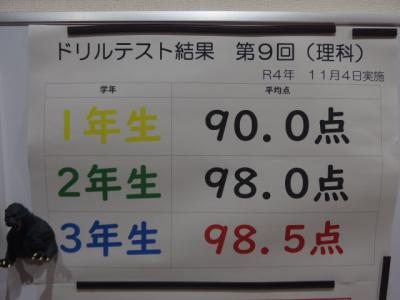 ドリルテスト結果　第９回（理科）
Ｒ４年　１１月４日実施
学年　平均点
１年生　９０.０点
２年生　９８.０点
３年生　９８.５点